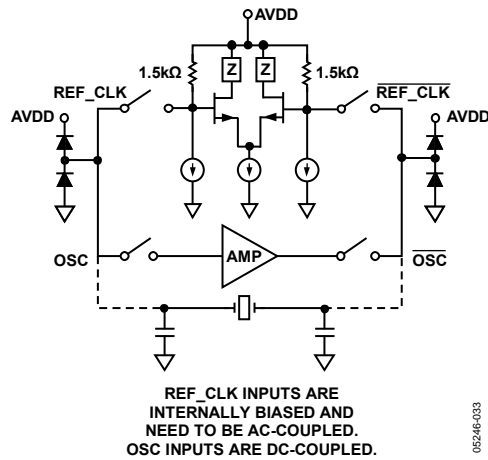 AVDD
1.5kΩ
Z
Z
1.5kΩ
REF_CLK
REF_CLK
AVDD
AVDD
OSC
AMP
OSC
REF_CLK INPUTS ARE
INTERNALLY BIASED AND
NEED TO BE AC-COUPLED.
OSC INPUTS ARE DC-COUPLED.
05246-033